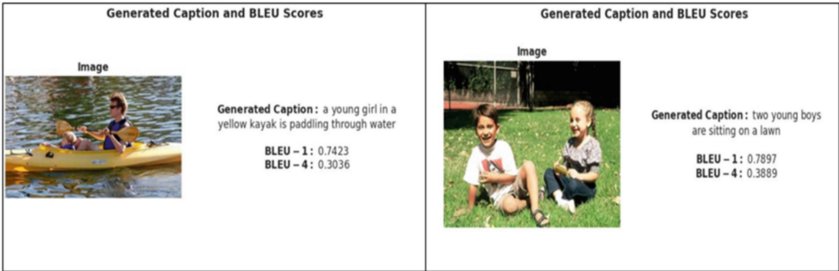 Generated Caption and BLEU Scores
Image
Generated Caption: a young girl in a
yellow kayak is paddling through water
BLEU – 1: 0.7423
BLEU – 4: 0.3036
Generated Caption and BLEU Scores
Image
Generated Caption: two young boys
are sitting on a lawn
BLEU – 1: 0.7897
BLEU – 4: 0.3889